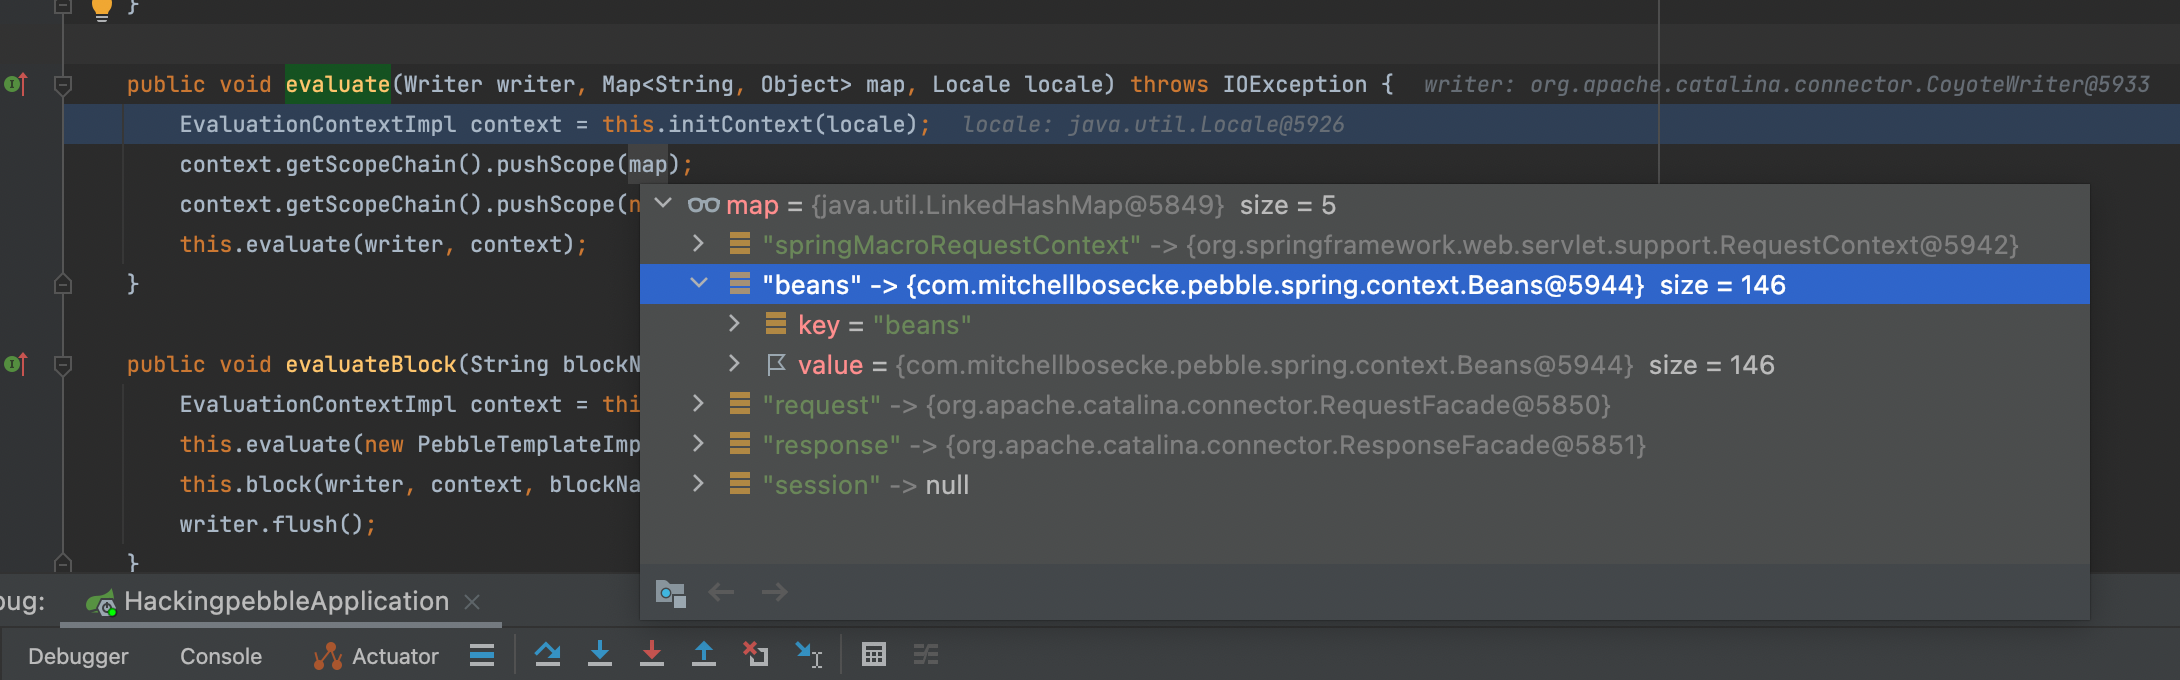 }
public void evaluate(Writer writer, Map<String, Object> map, Locale locale) throws IOException {   writer: org.apache.catalina.connector.CoyoteWriter@5933
EvaluationContextImpl context = this.initContext(locale);   locale: java.util.Locale@5926
context.getScopeChain().pushScope(map);
context.getScopeChain().pushScope(n
this.evaluate(writer, context);
}
public void evaluateBlock(String blockN
EvaluationContextImpl context = thi
this.evaluate(new PebbleTemplateImp
this.block(writer, context, blockNa
writer.flush();
}
map = {java.util.LinkedHashMap@5849}  size = 5
"springMacroRequestContext" -> {org.springframework.web.servlet.support.RequestContext@5942}
"beans" -> {com.mitchellbosecke.pebble.spring.context.Beans@5944}  size = 146
key = "beans"
value = {com.mitchellbosecke.pebble.spring.context.Beans@5944}  size = 146
"request" -> {org.apache.catalina.connector.RequestFacade@5850}
"response" -> {org.apache.catalina.connector.ResponseFacade@5851}
"session" -> null
bug: HackingpebbleApplication
Debugger Console Actuator